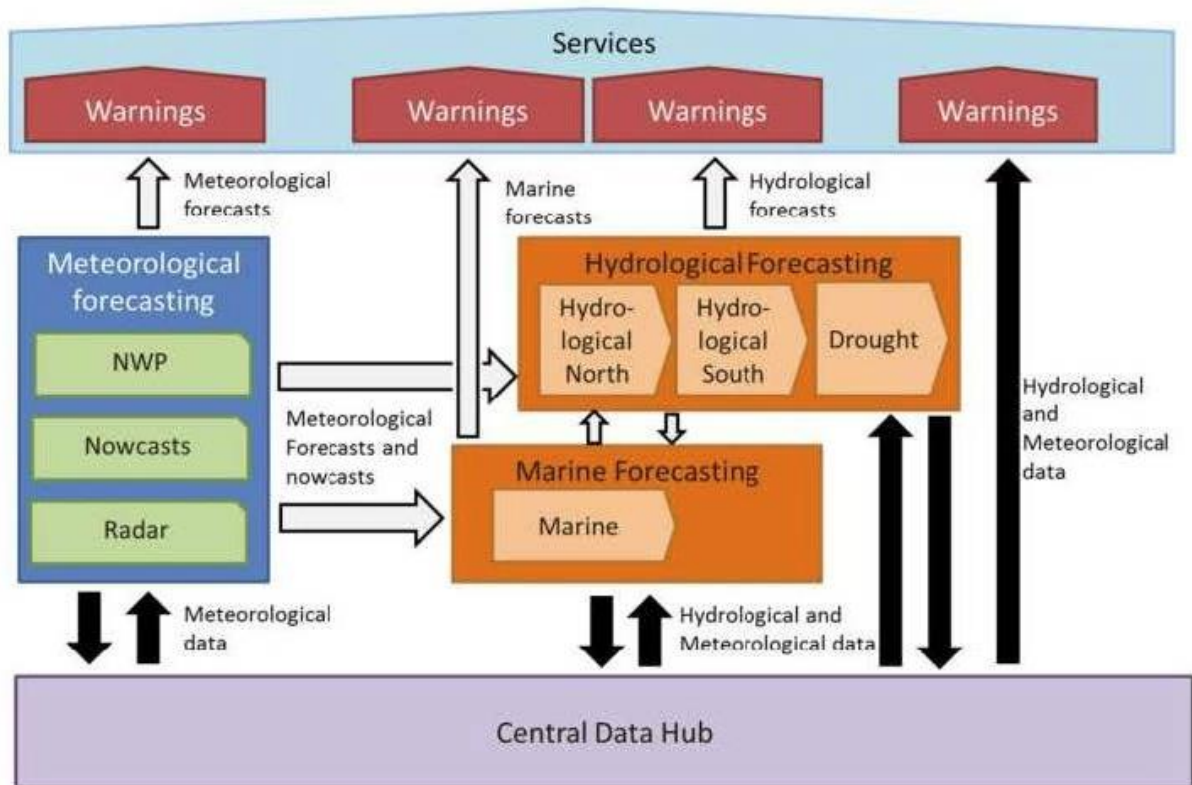 Services
Warnings
Warnings
Warnings
Warnings
Meteorological
forecasts
Marine
forecasts
Hydrological
forecasts
Meteorological
forecasting
NWP
Nowcasts
Radar
Hydrological Forecasting
Hydro-
logical
North
Hydro-
logical
South
Drought
Meteorological
Forecasts and
nowcasts
Marine Forecasting
Marine
Hydrological
and
Meteorological
data
Meteorological
data
Hydrological and
Meteorological data
Central Data Hub